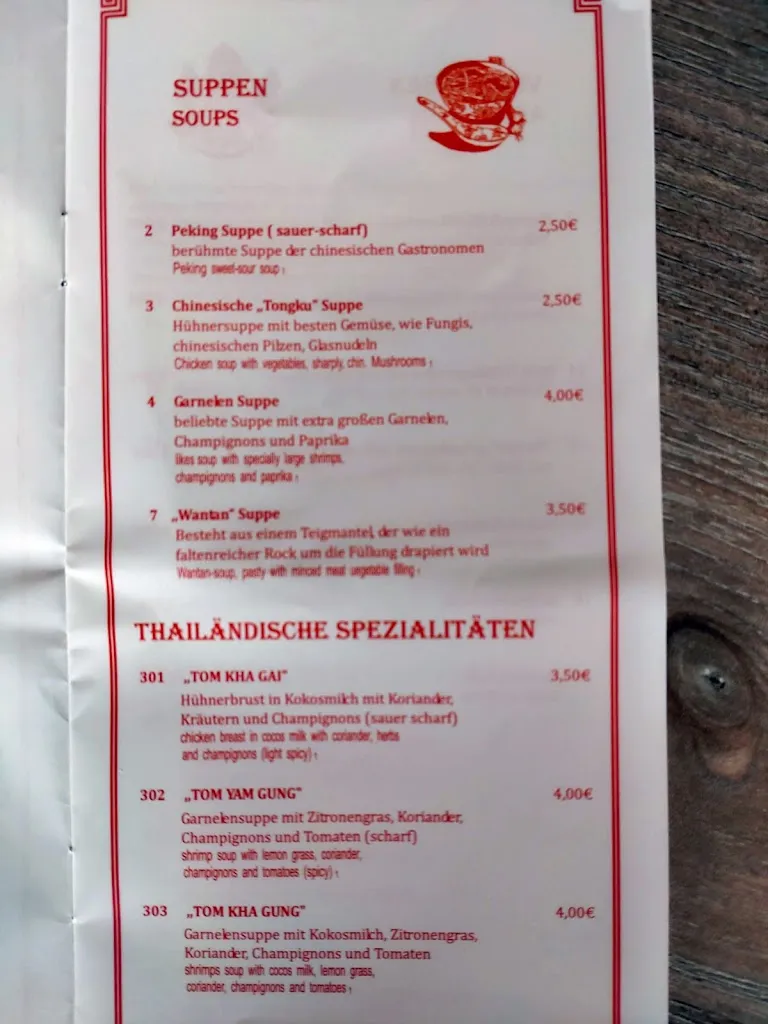 SUPPEN
SOUPS
2 Peking Suppe ( sauer-scharf) 2,50€
berühmte Suppe der chinesischen Gastronomen
Peking sweet-sour soup 1
3 Chinesische „Tongku" Suppe 2,50€
Hühnersuppe mit besten Gemüse, wie Fungis,
chinesischen Pilzen, Glasnudeln
Chicken soup with vegetables, sharply, chin. Mushrooms 1
4 Garnelen Suppe 4,00€
beliebte Suppe mit extra großen Garnelen,
Champignons und Paprika
likes soup with specially large shrimps,
champignons and paprika 1
7 „Wantan" Suppe 3,50€
Besteht aus einem Teigmantel, der wie ein
faltenreicher Rock um die Füllung drapiert wird
Wantan-soup, pasty with minced meat vegetable filling 1
THAILÄNDISCHE SPEZIALITÄTEN
301 „TOM KHA GAI" 3,50€
Hühnerbrust in Kokosmilch mit Koriander,
Kräutern und Champignons (sauer scharf)
chicken breast in cocos milk with coriander, herbs
and champignons (light spicy) 1
302 „TOM YAM GUNG" 4,00€
Garnelensuppe mit Zitronengras, Koriander,
Champignons und Tomaten (scharf)
shrimp soup with lemon grass, coriander,
champignons and tomatoes (spicy) 1
303 „TOM KHA GUNG" 4,00€
Garnelensuppe mit Kokosmilch, Zitronengras,
Koriander, Champignons und Tomaten
shrimps soup with cocos milk, lemon grass,
coriander, champignons and tomatoes 1